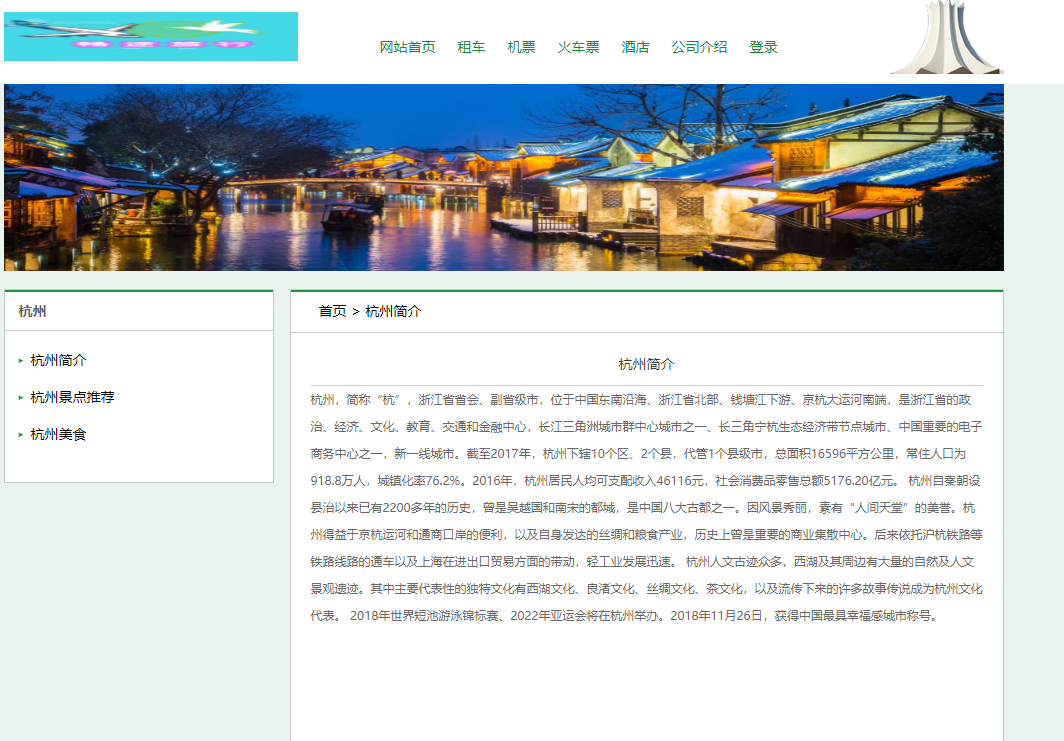 网站首页 租车 机票 火车票 酒店 公司介绍 登录
杭州
杭州简介
杭州景点推荐
杭州美食
首页 > 杭州简介
杭州简介
杭州，简称“杭”，浙江省省会、副省级市，位于中国东南沿海、浙江省北部、钱塘江下游、京杭大运河南端，是浙江省的政
治、经济、文化、教育、交通和金融中心，长江三角洲城市群中心城市之一、长三角宁杭生态经济带节点城市、中国重要的电子
商务中心之一，新一线城市。截至2017年，杭州下辖10个区、2个县，代管1个县级市，总面积16596平方公里，常住人口为
918.8万人，城镇化率76.2%。2016年，杭州居民人均可支配收入46116元，社会消费品零售总额5176.20亿元。 杭州自秦朝设
县治以来已有2200多年的历史，曾是吴越国和南宋的都城，是中国八大古都之一。因风景秀丽，素有“人间天堂”的美誉。杭
州得益于京杭运河和通商口岸的便利，以及自身发达的丝绸和粮食产业，历史上曾是重要的商业集散中心。后来依托沪杭铁路等
铁路线路的通车以及上海在进出口贸易方面的带动，轻工业发展迅速。 杭州人文古迹众多，西湖及其周边有大量的自然及人文
景观遗迹。其中主要代表性的独特文化有西湖文化、良渚文化、丝绸文化、茶文化，以及流传下来的许多故事传说成为杭州文化
代表。 2018年世界短池游泳锦标赛、2022年亚运会将在杭州举办。2018年11月26日，获得中国最具幸福感城市称号。